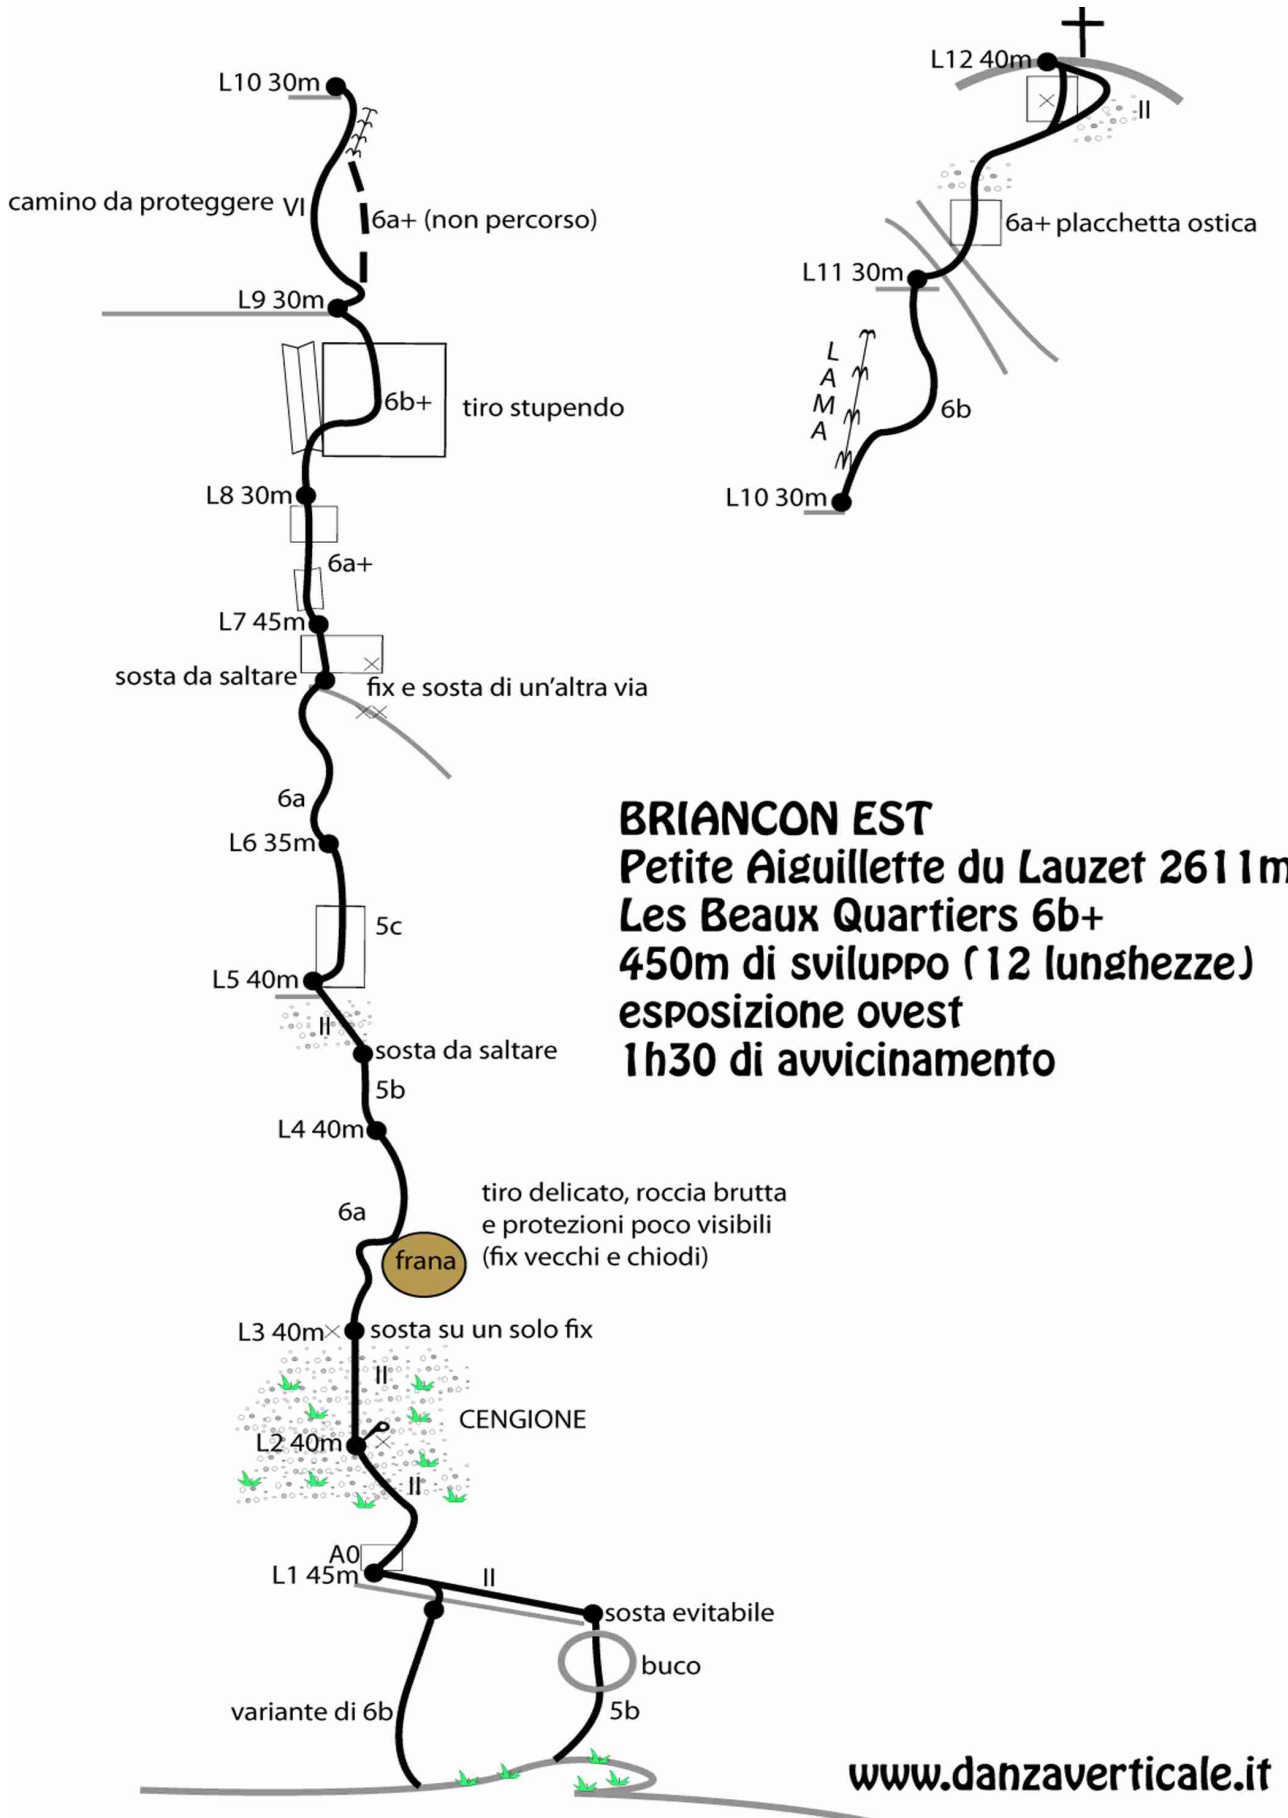 L12 40m
II
6a+ placchetta ostica
L11 30m
LAMA
6b
L10 30m
L10 30m
camino da proteggere VI
6a+ (non percorso)
L9 30m
6b+
tiro stupendo
L8 30m
6a+
L7 45m
sosta da saltare
fix e sosta di un'altra via
6a
L6 35m
5c
L5 40m
II
sosta da saltare
5b
L4 40m
6a
tiro delicato, roccia brutta
e protezioni poco visibili
(fix vecchi e chiodi)
frana
L3 40m
sosta su un solo fix
II
CENGIONE
L2 40m
II
A0
L1 45m
II
sosta evitabile
buco
variante di 6b
5b
BRIANCON EST
Petite Aiguillette du Lauzet 2611m
Les Beaux Quartiers 6b+
450m di sviluppo (12 lunghezze)
esposizione ovest
1h30 di avvicinamento
www.danzaverticale.it